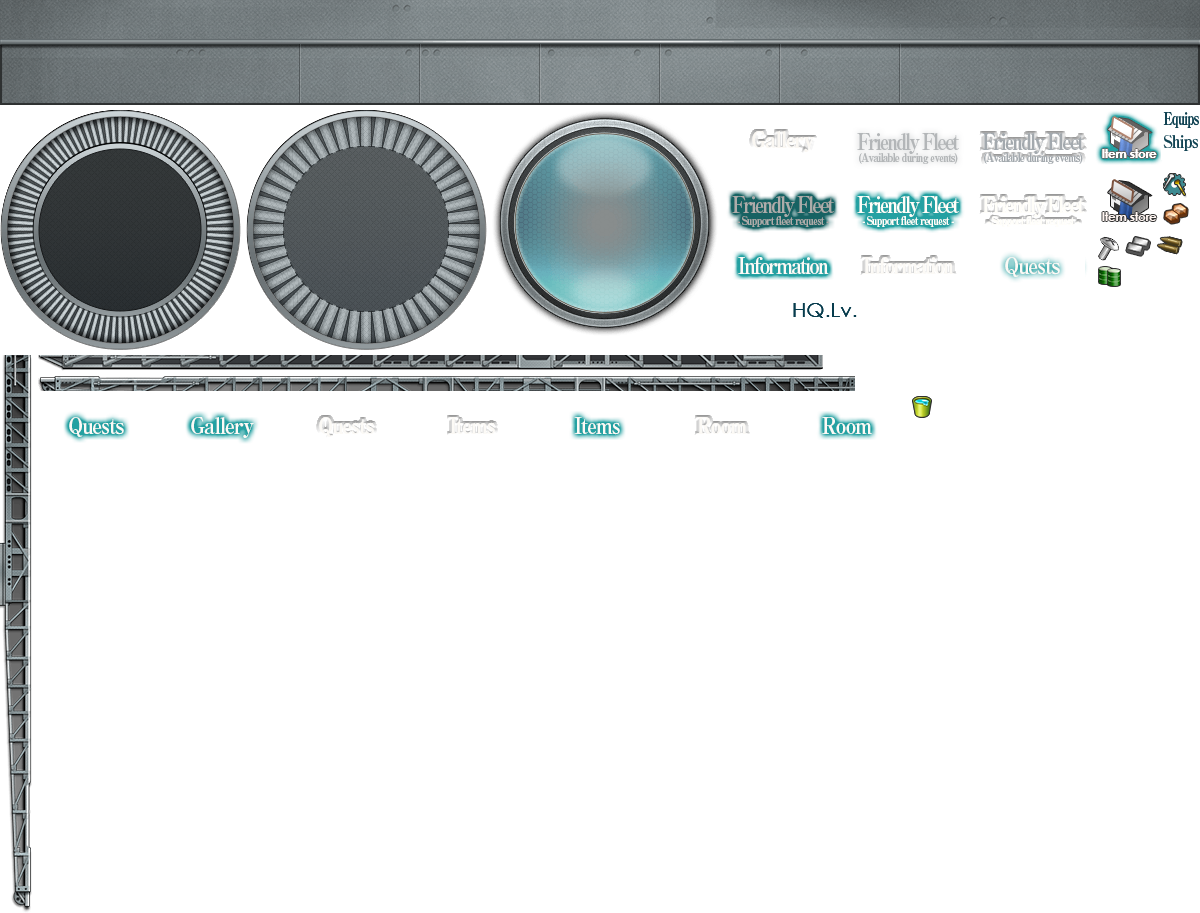 Equips
Gallery
Friendly Fleet
(Available during events)
Friendly Fleet
(Available during events)
Item store
Ships
Friendly Fleet
- Support fleet request -
Friendly Fleet
- Support fleet request -
Friendly Fleet
Item store
Information
Information
Quests
HQ.Lv.
Quests
Gallery
Quests
Items
Items
Room
Room